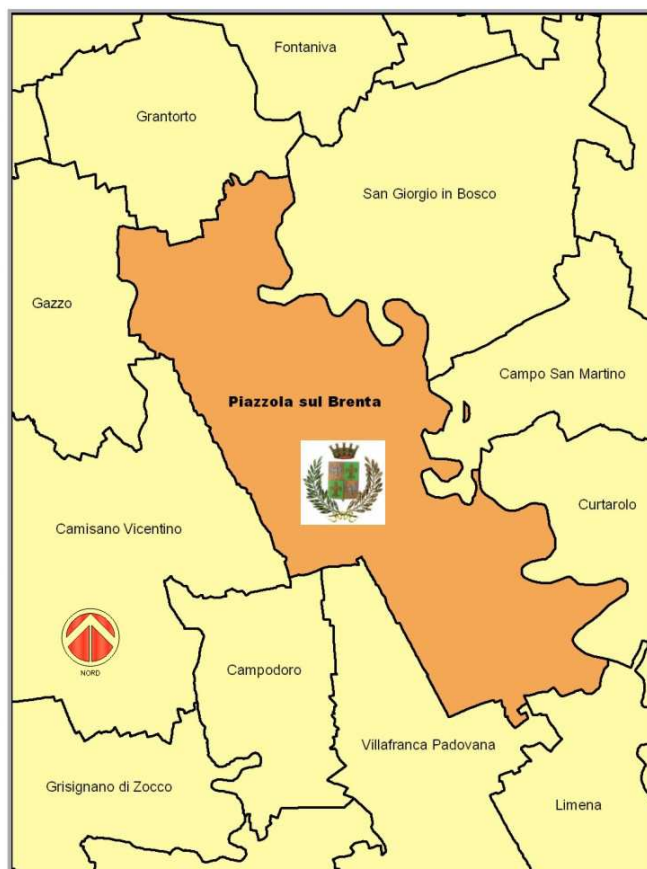 Fontaniva
Grantorto
San Giorgio in Bosco
Gazzo
Campo San Martino
Piazzola sul Brenta
Curtarolo
Camisano Vicentino
NORD
Campodoro
Villafranca Padovana
Grisignano di Zocco
Limena